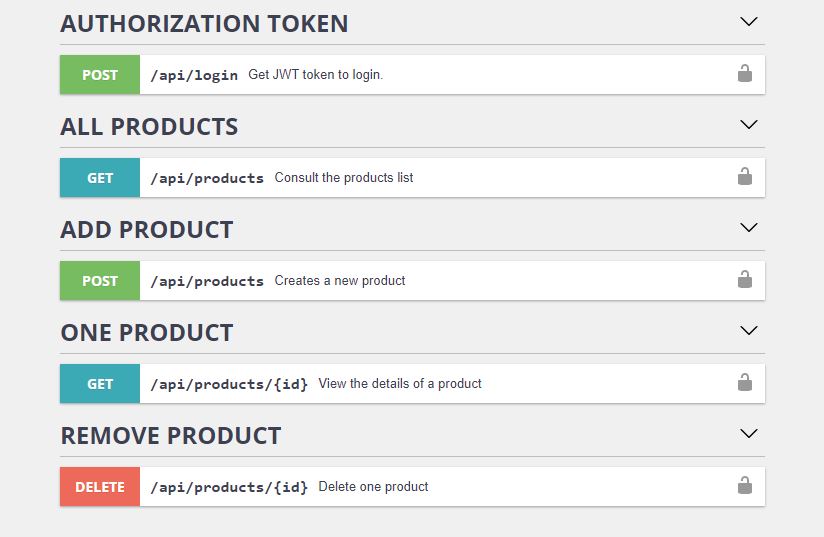 AUTHORIZATION TOKEN
POST /api/login Get JWT token to login.
ALL PRODUCTS
GET /api/products Consult the products list
ADD PRODUCT
POST /api/products Creates a new product
ONE PRODUCT
GET /api/products/{id} View the details of a product
REMOVE PRODUCT
DELETE /api/products/{id} Delete one product